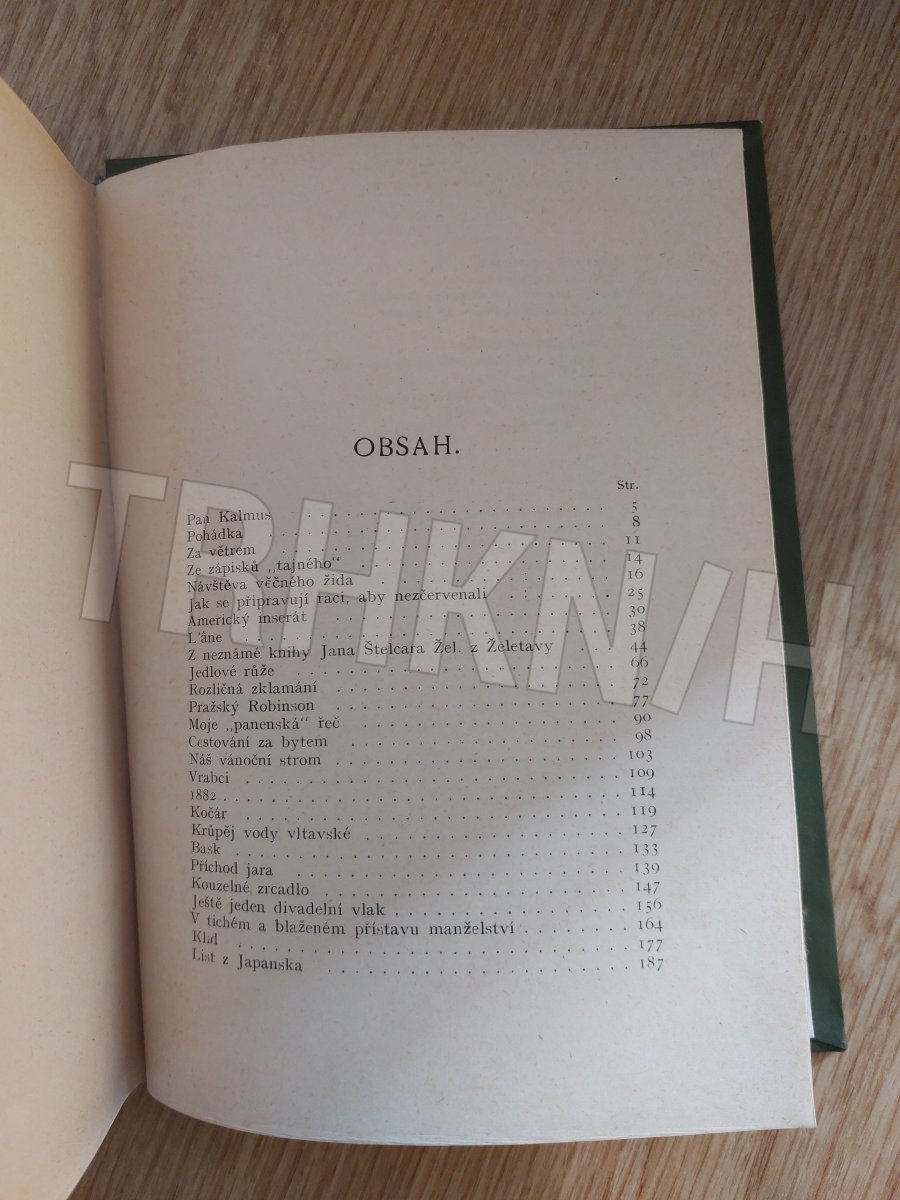 OBSAH.
Str.
Pan Kalmus . . . . . . . . . . . . . . . . . . . . 5
Pohádka . . . . . . . . . . . . . . . . . . . . 8
Za větrem . . . . . . . . . . . . . . . . . . . . 11
Ze zápisků „tajného“ . . . . . . . . . . . . . . . . 14
Návštěva věčného žida . . . . . . . . . . . . . . . 16
Jak se připravují raci, aby nezčervenali . . . . . . . 25
Americký inserát . . . . . . . . . . . . . . . . . 30
L'âne . . . . . . . . . . . . . . . . . . . . . . 38
Z neznámé knihy Jana Štelcara Žel. z Želetavy . . . 44
Jedlové růže . . . . . . . . . . . . . . . . . . . 66
Rozličná zklamání . . . . . . . . . . . . . . . . . 72
Pražský Robinson . . . . . . . . . . . . . . . . . 77
Moje „panenská“ řeč . . . . . . . . . . . . . . . . 90
Cestování za bytem . . . . . . . . . . . . . . . . 98
Náš vánoční strom . . . . . . . . . . . . . . . . . 103
Vrabci . . . . . . . . . . . . . . . . . . . . . . 109
1882 . . . . . . . . . . . . . . . . . . . . . . . 114
Kočár . . . . . . . . . . . . . . . . . . . . . . 119
Krůpěj vody vltavské . . . . . . . . . . . . . . . 127
Bask . . . . . . . . . . . . . . . . . . . . . . . 133
Příchod jara . . . . . . . . . . . . . . . . . . . 139
Kouzelné zrcadlo . . . . . . . . . . . . . . . . . 147
Ještě jeden divadelní vlak . . . . . . . . . . . . . 156
V tichém a blaženém přístavu manželství . . . . . . . 164
Klid . . . . . . . . . . . . . . . . . . . . . . . 177
List z Japanska . . . . . . . . . . . . . . . . . . 187
TRHKNIH